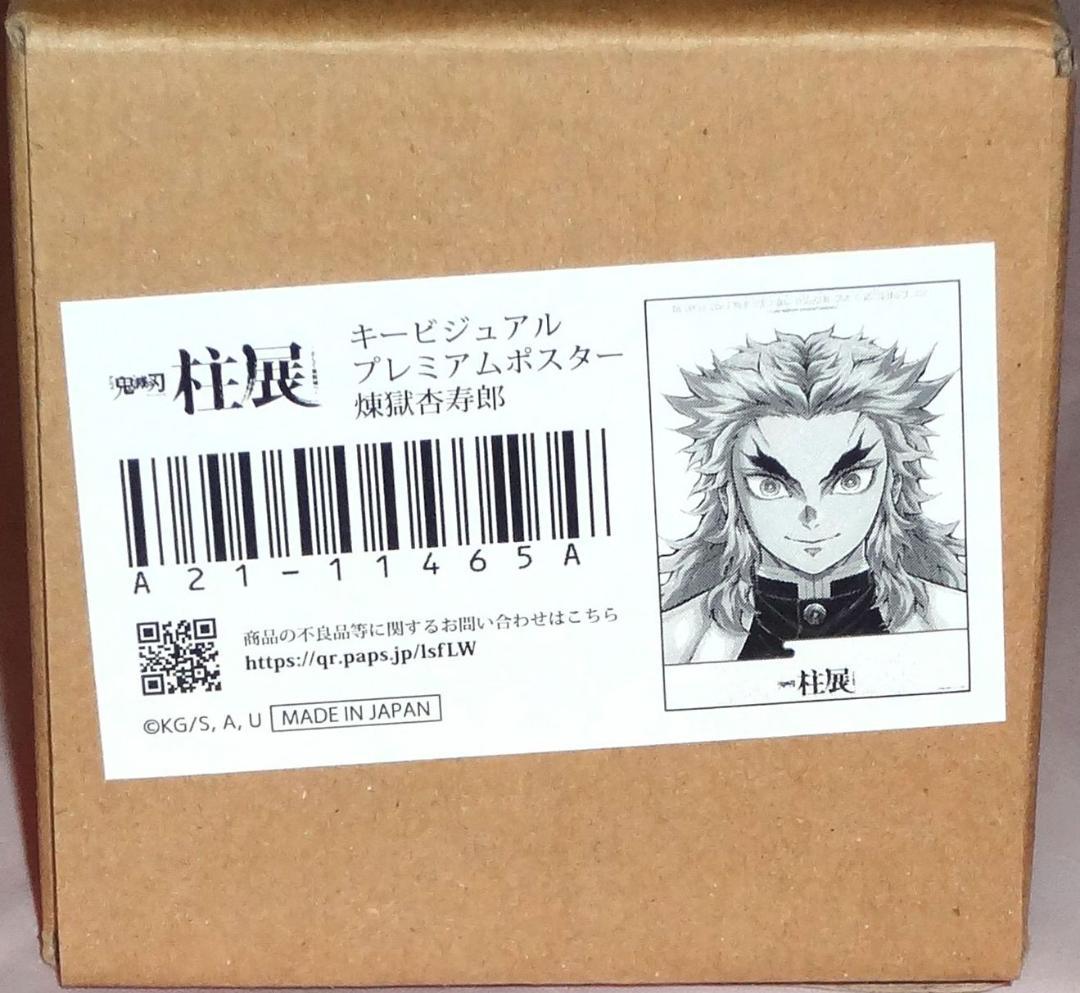 鬼滅刃 柱展
キービジュアル
プレミアムポスター
煉獄杏寿郎
A21-11465A
商品の不良品等に関するお問い合わせはこちら
https://qr.paps.jp/lsfLW
©KG/S, A, U MADE IN JAPAN
柱展